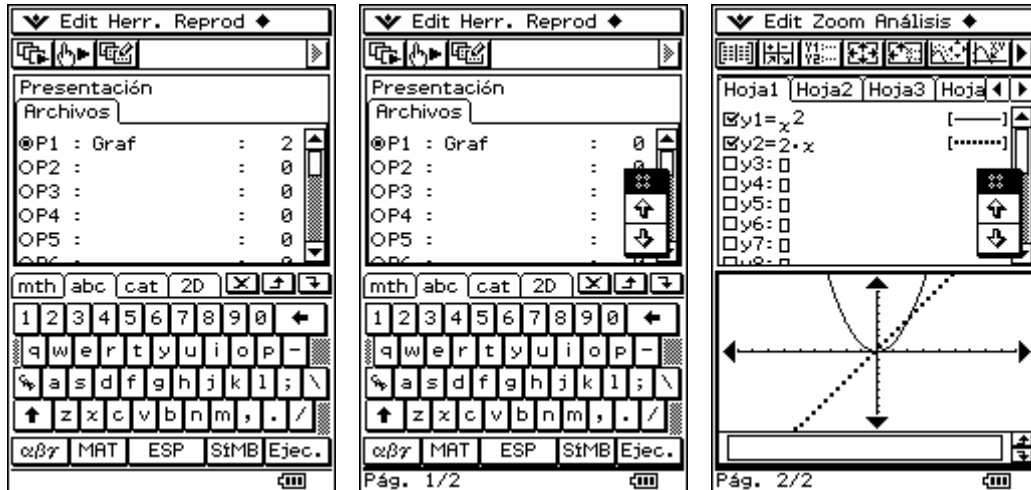 Edit Herr. Reprod
Presentación
Archivos
P1 : Graf : 2
P2 : : 0
P3 : : 0
P4 : : 0
P5 : : 0
mth abc cat 2D
1 2 3 4 5 6 7 8 9 0
q w e r t y u i o p -
a s d f g h j k l ; \
z x c v b n m , . /
αβγ MAT ESP SÍMB Ejec.
Edit Herr. Reprod
Presentación
Archivos
P1 : Graf : 0
P2 : : 0
P3 :
P4 :
P5 :
mth abc cat 2D
1 2 3 4 5 6 7 8 9 0
q w e r t y u i o p -
a s d f g h j k l ; \
z x c v b n m , . /
αβγ MAT ESP SÍMB Ejec.
Pág. 1/2
Edit Zoom Análisis
Hoja1 Hoja2 Hoja3 Hoja
y1=x²
y2=2·x
y3:
y4:
y5:
y6:
y7:
Pág. 2/2